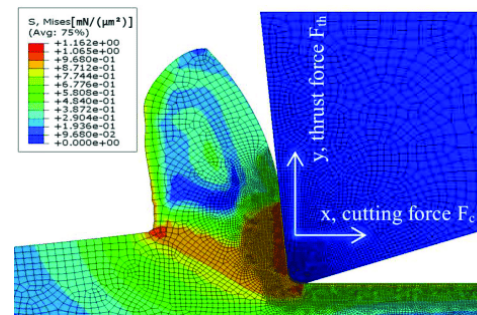 S, Mises[mN/(μm²)
(Avg: 75%)
+1.162e+00
+1.065e+00
+9.680e-01
+8.712e-01
+7.744e-01
+6.776e-01
+5.808e-01
+4.840e-01
+3.872e-01
+2.904e-01
+1.936e-01
+9.680e-02
+0.000e+00
y, thrust force Fth
x, cutting force Fc